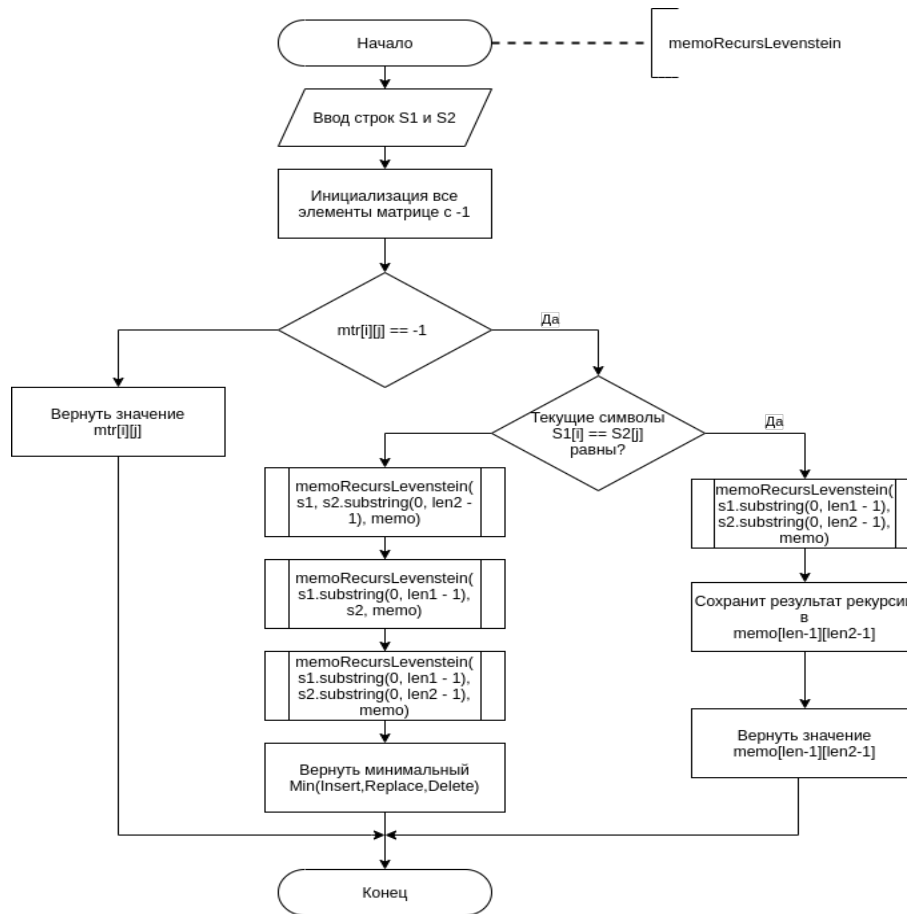 Начало
memoRecursLevenstein
Ввод строк S1 и S2
Инициализация все
элементы матрице с -1
mtr[i][j] == -1
Да
Вернуть значение
mtr[i][j]
Текущие символы
S1[i] == S2[j]
равны?
Да
memoRecursLevenstein(
s1, s2.substring(0, len2 -
1), memo)
memoRecursLevenstein(
s1.substring(0, len1 - 1),
s2, memo)
memoRecursLevenstein(
s1.substring(0, len1 - 1),
s2.substring(0, len2 - 1),
memo)
Вернуть минимальный
Min(Insert,Replace,Delete)
memoRecursLevenstein(
s1.substring(0, len1 - 1),
s2.substring(0, len2 - 1),
memo)
Сохранит результат рекурсии
в
memo[len-1][len2-1]
Вернуть значение
memo[len-1][len2-1]
Конец